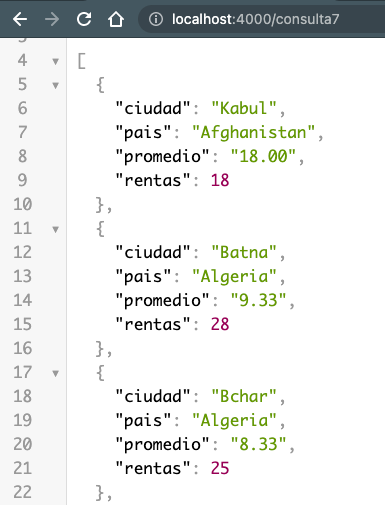 localhost:4000/consulta7
4 [
5 {
6 "ciudad": "Kabul",
7 "pais": "Afghanistan",
8 "promedio": "18.00",
9 "rentas": 18
10 },
11 {
12 "ciudad": "Batna",
13 "pais": "Algeria",
14 "promedio": "9.33",
15 "rentas": 28
16 },
17 {
18 "ciudad": "Bchar",
19 "pais": "Algeria",
20 "promedio": "8.33",
21 "rentas": 25
22 },